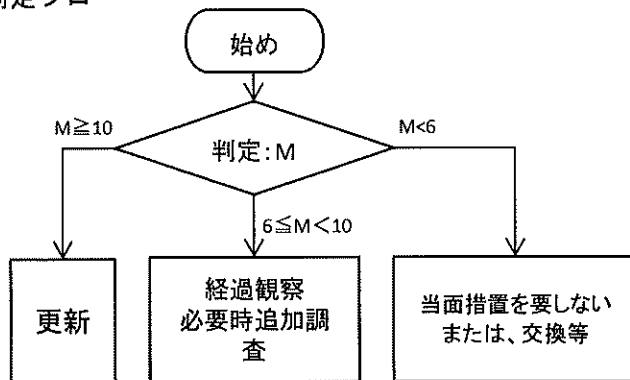 判定フロー
始め
M≧10
判定:M
M<6
6≦M<10
更新
経過観察
必要時追加調
査
当面措置を要しない
または、交換等